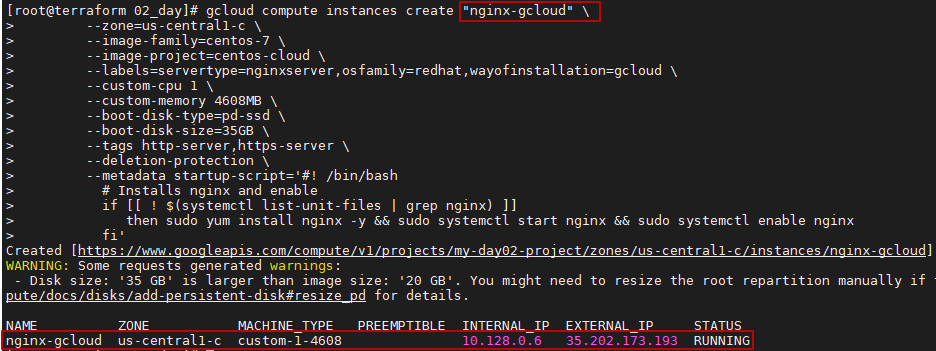 [root@terraform 02_day]# gcloud compute instances create "nginx-gcloud" \
> --zone=us-central1-c \
> --image-family=centos-7 \
> --image-project=centos-cloud \
> --labels=servertype=nginxserver,osfamily=redhat,wayofinstallation=gcloud \
> --custom-cpu 1 \
> --custom-memory 4608MB \
> --boot-disk-type=pd-ssd \
> --boot-disk-size=35GB \
> --tags http-server,https-server \
> --deletion-protection \
> --metadata startup-script='#! /bin/bash
> # Installs nginx and enable
> if [[ ! $(systemctl list-unit-files | grep nginx) ]]
> then sudo yum install nginx -y && sudo systemctl start nginx && sudo systemctl enable nginx
> fi'
Created [https://www.googleapis.com/compute/v1/projects/my-day02-project/zones/us-central1-c/instances/nginx-gcloud]
WARNING: Some requests generated warnings:
- Disk size: '35 GB' is larger than image size: '20 GB'. You might need to resize the root repartition manually if
pute/docs/disks/add-persistent-disk#resize_pd for details.
NAME ZONE MACHINE_TYPE PREEMPTIBLE INTERNAL_IP EXTERNAL_IP STATUS
nginx-gcloud us-central1-c custom-1-4608 10.128.0.6 35.202.173.193 RUNNING